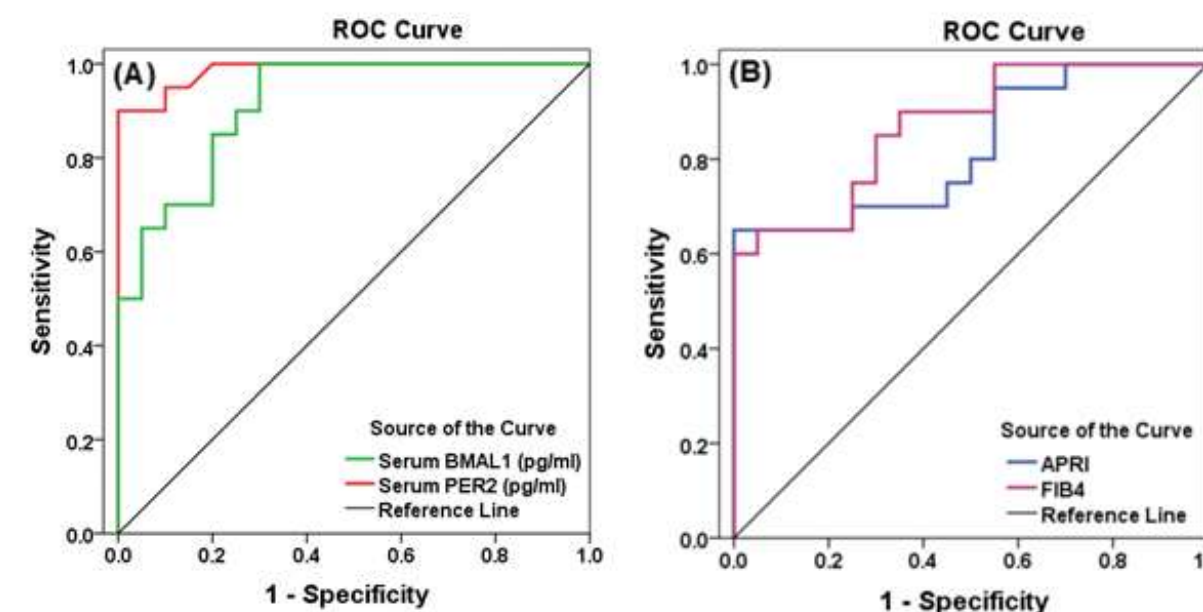 ROC Curve
(A)
1.0
0.8
0.6
0.4
0.2
0.0
Sensitivity
Source of the Curve
Serum BMAL1 (pg/ml)
Serum PER2 (pg/ml)
Reference Line
0.0 0.2 0.4 0.6 0.8 1.0
1 - Specificity
ROC Curve
(B)
1.0
0.8
0.6
0.4
0.2
0.0
Sensitivity
Source of the Curve
APRI
FIB4
Reference Line
0.0 0.2 0.4 0.6 0.8
1 - Specificity